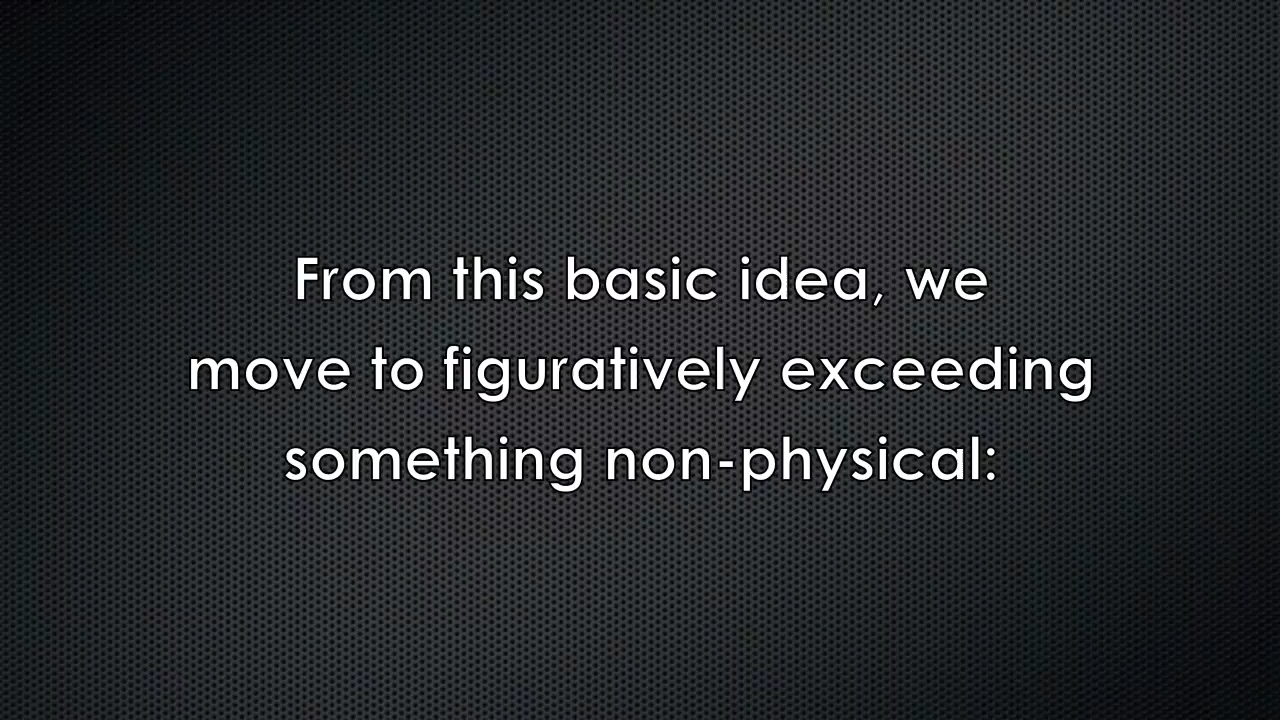 From this basic idea, we
move to figuratively exceeding
something non-physical: